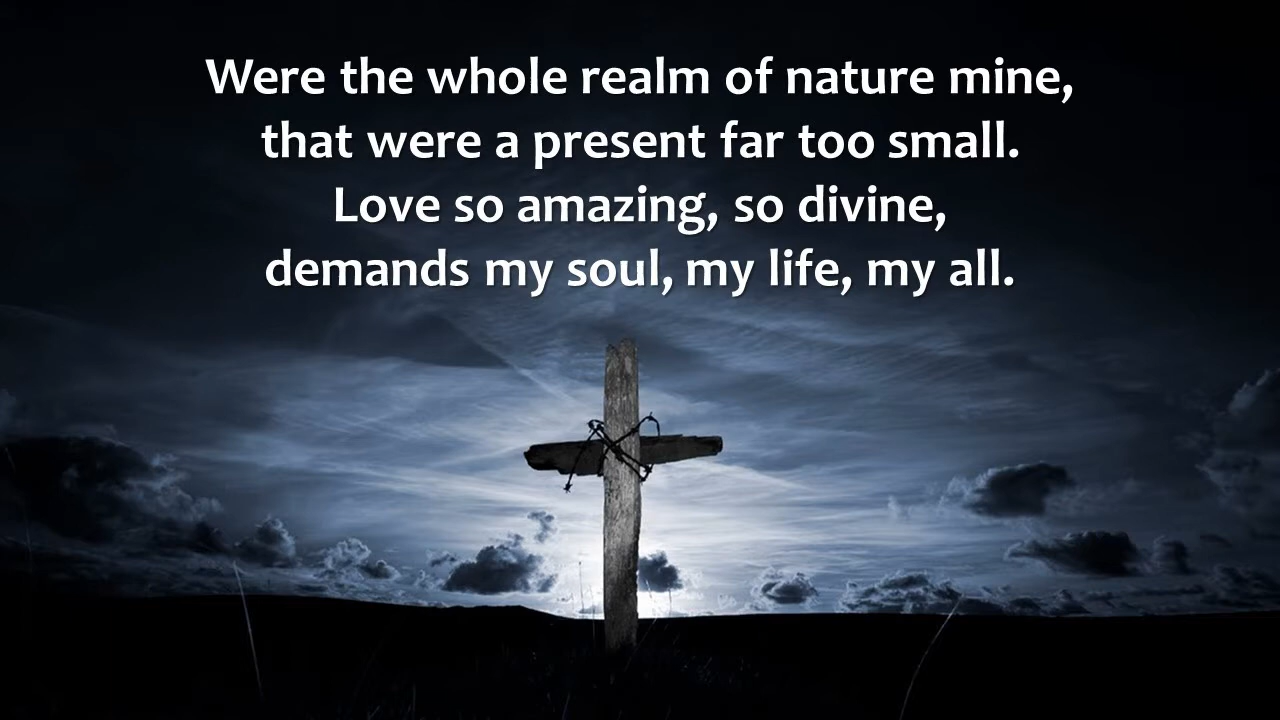 Were the whole realm of nature mine,
that were a present far too small.
Love so amazing, so divine,
demands my soul, my life, my all.